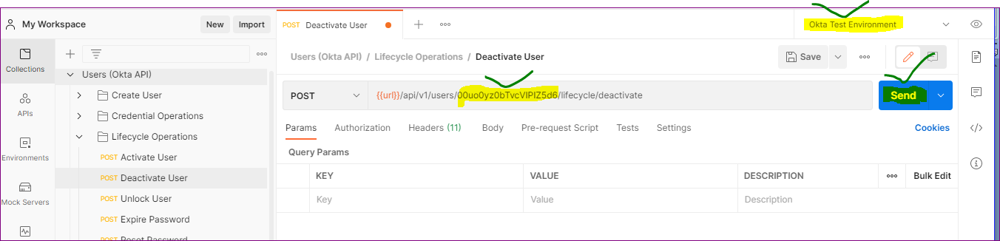 My Workspace
New
Import
POST Deactivate User
Okta Test Environment
Collections
APIs
Environments
Mock Servers
Users (Okta API)
Create User
Credential Operations
Lifecycle Operations
POST Activate User
POST Deactivate User
POST Unlock User
POST Expire Password
POST Reset Password
Users (Okta API) / Lifecycle Operations / Deactivate User
Save
POST
{{url}}/api/v1/users/00uo0yz0bTvcVIPIZ5d6/lifecycle/deactivate
Send
Params
Authorization
Headers (11)
Body
Pre-request Script
Tests
Settings
Cookies
Query Params
KEY
VALUE
DESCRIPTION
Bulk Edit
Key
Value
Description